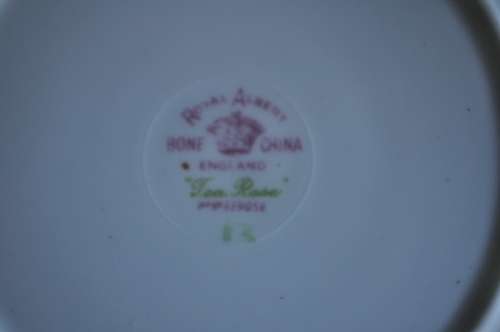 ROYAL ALBERT
BONE CHINA
ENGLAND
"Tea Rose"